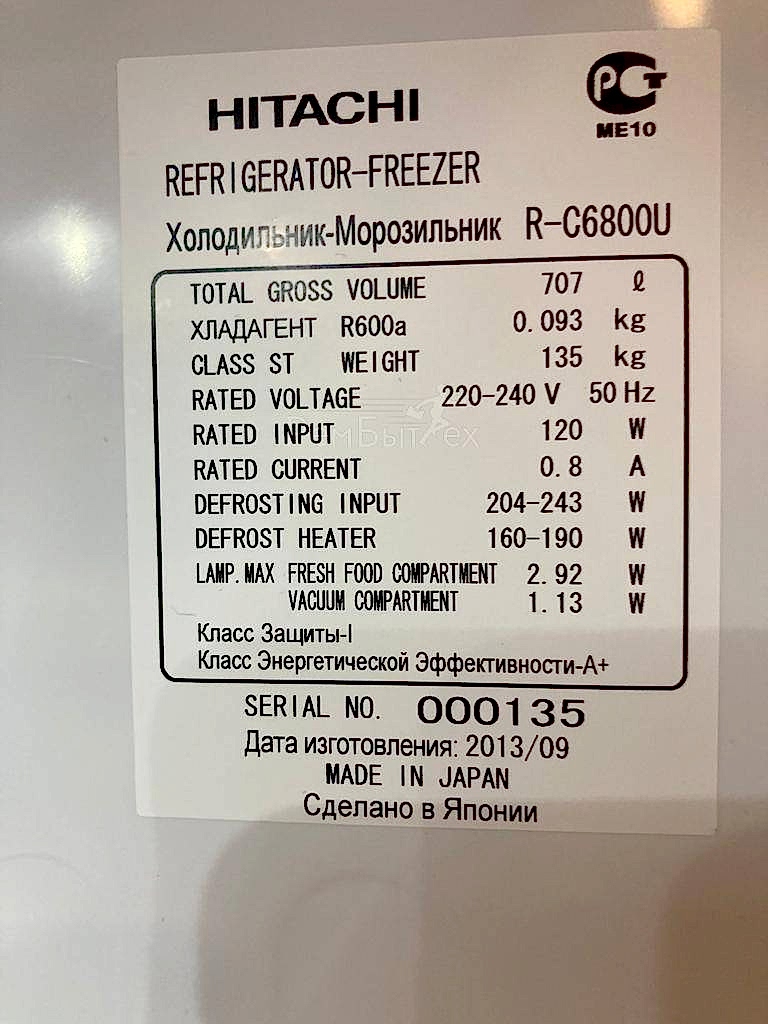 HITACHI
РСТ
ME10
REFRIGERATOR-FREEZER
Холодильник-Морозильник R-C6800U
TOTAL GROSS VOLUME 707 ℓ
ХЛАДАГЕНТ R600a 0.093 kg
CLASS ST WEIGHT 135 kg
RATED VOLTAGE 220-240 V 50 Hz
RATED INPUT 120 W
RATED CURRENT 0.8 A
DEFROSTING INPUT 204-243 W
DEFROST HEATER 160-190 W
LAMP. MAX FRESH FOOD COMPARTMENT 2.92 W
VACUUM COMPARTMENT 1.13 W
Класс Защиты-I
Класс Энергетической Эффективности-А+
SERIAL NO. 000135
Дата изготовления: 2013/09
MADE IN JAPAN
Сделано в Японии